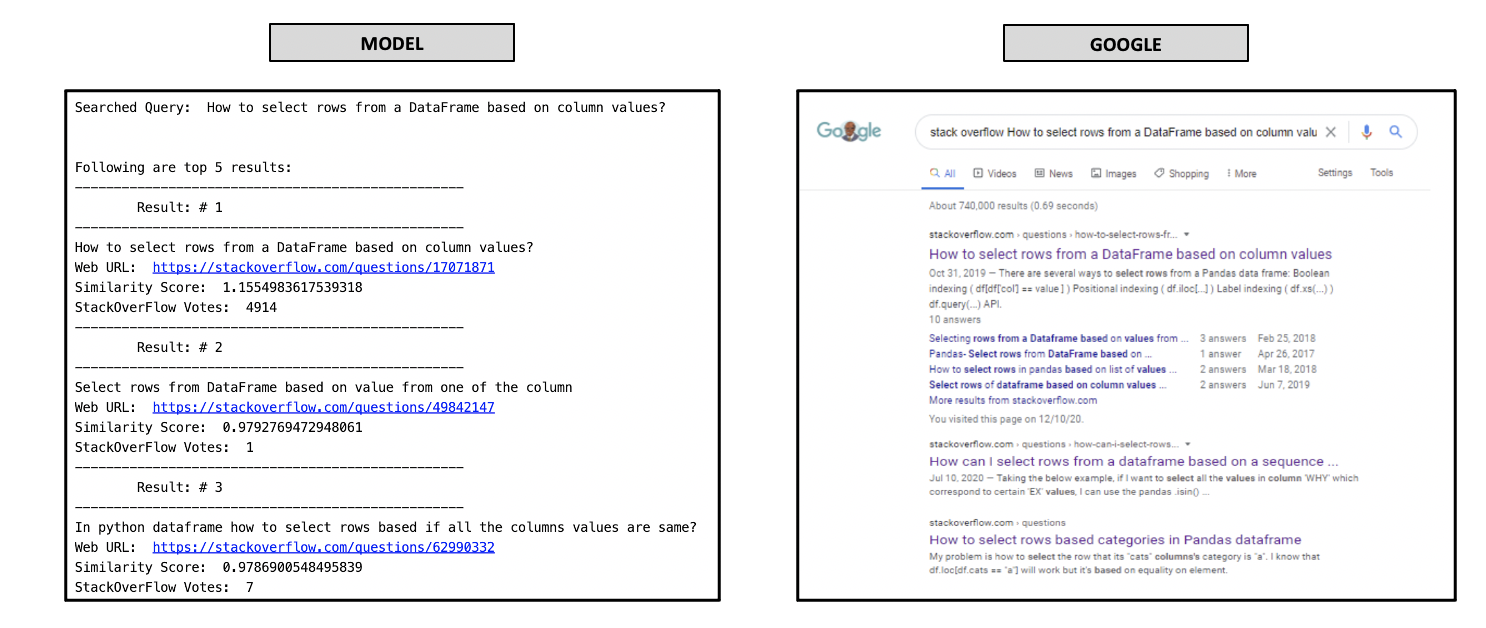 MODEL
Searched Query:  How to select rows from a DataFrame based on column values?
Following are top 5 results:
Result: # 1
How to select rows from a DataFrame based on column values?
Web URL:  https://stackoverflow.com/questions/17071871
Similarity Score:  1.1554983617539318
StackOverFlow Votes:  4914
Result: # 2
Select rows from DataFrame based on value from one of the column
Web URL:  https://stackoverflow.com/questions/49842147
Similarity Score:  0.9792769472948061
StackOverFlow Votes:  1
Result: # 3
In python dataframe how to select rows based if all the columns values are same?
Web URL:  https://stackoverflow.com/questions/62990332
Similarity Score:  0.9786900548495839
StackOverFlow Votes:  7
GOOGLE
Google
stack overflow How to select rows from a DataFrame based on column valu
All Videos News Images Shopping More Settings Tools
About 740,000 results (0.69 seconds)
stackoverflow.com › questions › how-to-select-rows-fr...
How to select rows from a DataFrame based on column values
Oct 31, 2019 — There are several ways to select rows from a Pandas data frame: Boolean
indexing ( df[df['col'] == value ] ) Positional indexing ( df.iloc[...] ) Label indexing ( df.xs(...) )
df.query(...) API.
10 answers
Selecting rows from a Dataframe based on values from ... 3 answers Feb 25, 2018
Pandas- Select rows from DataFrame based on ... 1 answer Apr 26, 2017
How to select rows in pandas based on list of values ... 2 answers Mar 18, 2018
Select rows of dataframe based on column values ... 2 answers Jun 7, 2019
More results from stackoverflow.com
You visited this page on 12/10/20.
stackoverflow.com › questions › how-can-i-select-rows...
How can I select rows from a dataframe based on a sequence ...
Jul 10, 2020 — Taking the below example, if I want to select all the values in column 'WHY' which
correspond to certain 'EX' values, I can use the pandas .isin() ...
stackoverflow.com › questions
How to select rows based categories in Pandas dataframe
My problem is how to select the row that its "cats" columns's category is "a". I know that
df.loc[df.cats == "a"] will work but it's based on equality on element.